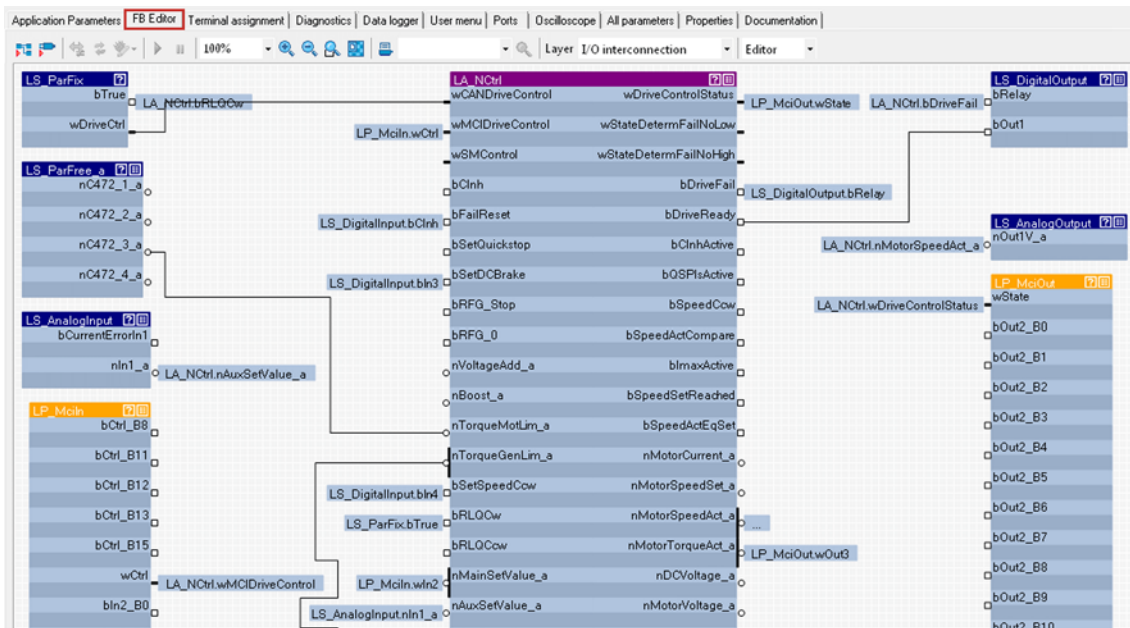 Application Parameters FB Editor Terminal assignment Diagnostics Data logger User menu Ports Oscilloscope All parameters Properties Documentation
100% Layer I/O interconnection Editor
LS_ParFix
bTrue
LA_NCtrl.bRLQCw
wDriveCtrl
LS_ParFree_a
nC472_1_a
nC472_2_a
nC472_3_a
nC472_4_a
LS_AnalogInput
bCurrentErrorIn1
nIn1_a
LA_NCtrl.nAuxSetValue_a
LP_MciIn
bCtrl_B8
bCtrl_B11
bCtrl_B12
bCtrl_B13
bCtrl_B15
wCtrl
LA_NCtrl.wMCIDriveControl
bIn2_B0
LP_MciIn.wCtrl
LS_DigitalInput.bCInh
LS_DigitalInput.bIn3
LS_DigitalInput.bIn4
LS_ParFix.bTrue
LP_MciIn.wIn2
LS_AnalogInput.nIn1_a
LA_NCtrl
wCANDriveControl wDriveControlStatus
wMCIDriveControl wStateDetermFailNoLow
wSMControl wStateDetermFailNoHigh
bCInh bDriveFail
bFailReset bDriveReady
bSetQuickstop bCInhActive
bSetDCBrake bQSPIsActive
bRFG_Stop bSpeedCcw
bRFG_0 bSpeedActCompare
nVoltageAdd_a bImaxActive
nBoost_a bSpeedSetReached
nTorqueMotLim_a bSpeedActEqSet
nTorqueGenLim_a nMotorCurrent_a
bSetSpeedCcw nMotorSpeedSet_a
bRLQCw nMotorSpeedAct_a
bRLQCcw nMotorTorqueAct_a
nMainSetValue_a nDCVoltage_a
nAuxSetValue_a nMotorVoltage_a
LP_MciOut.wState
LS_DigitalOutput.bRelay
...
LP_MciOut.wOut3
LA_NCtrl.bDriveFail
LA_NCtrl.nMotorSpeedAct_a
LA_NCtrl.wDriveControlStatus
LS_DigitalOutput
bRelay
bOut1
LS_AnalogOutput
nOut1V_a
LP_MciOut
wState
bOut2_B0
bOut2_B1
bOut2_B2
bOut2_B3
bOut2_B4
bOut2_B5
bOut2_B6
bOut2_B7
bOut2_B8
bOut2_B9
bOut2_B10